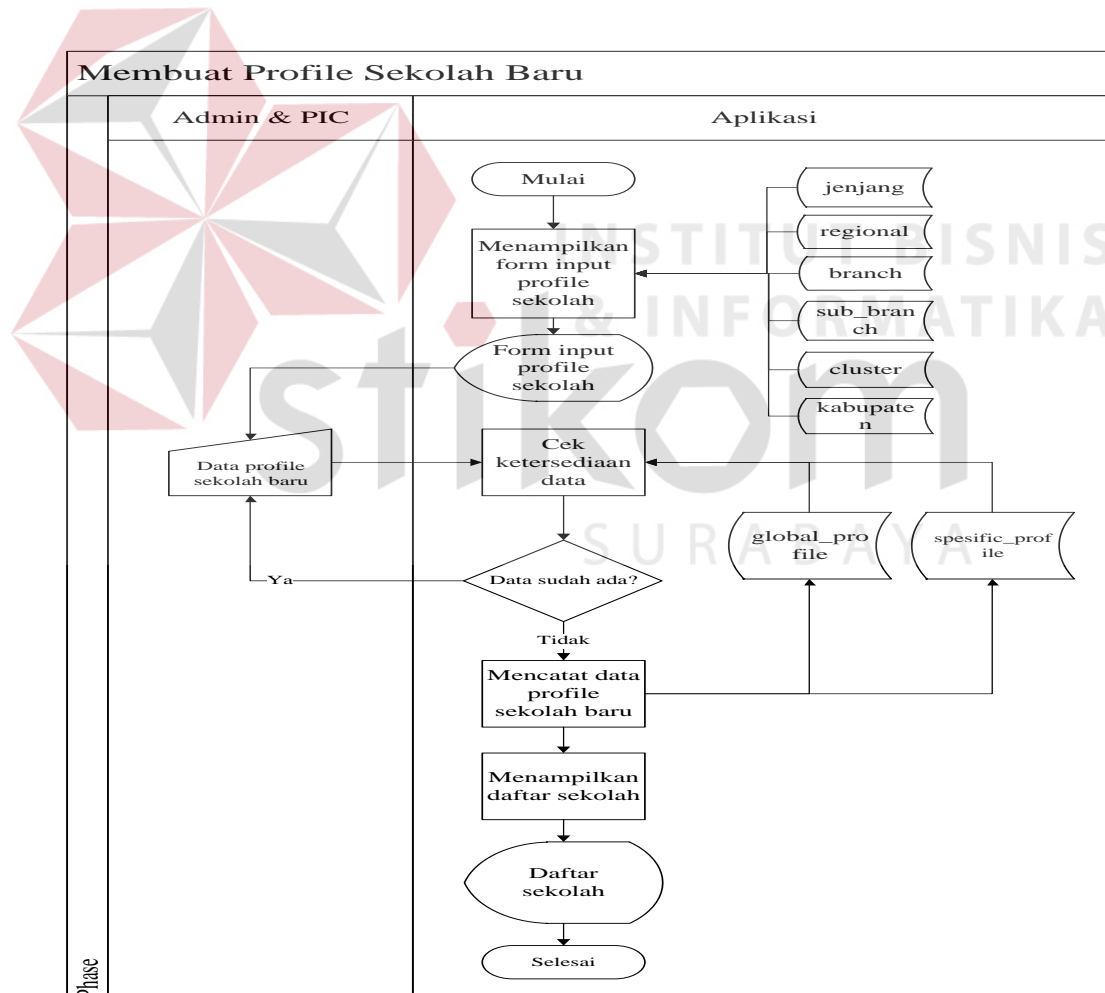 Membuat Profile Sekolah Baru
Admin & PIC
Aplikasi
Mulai
jenjang
regional
branch
sub_bran
ch
cluster
kabupate
n
Menampilkan
form input
profile
sekolah
Form input
profile
sekolah
Data profile
sekolah baru
Cek
ketersediaan
data
global_pro
file
spesific_prof
ile
Data sudah ada?
Ya
Tidak
Mencatat data
profile
sekolah baru
Menampilkan
daftar sekolah
Daftar
sekolah
Selesai
Phase
INSTITUT BISNIS
& INFORMATIKA
stikom
SURABAYA